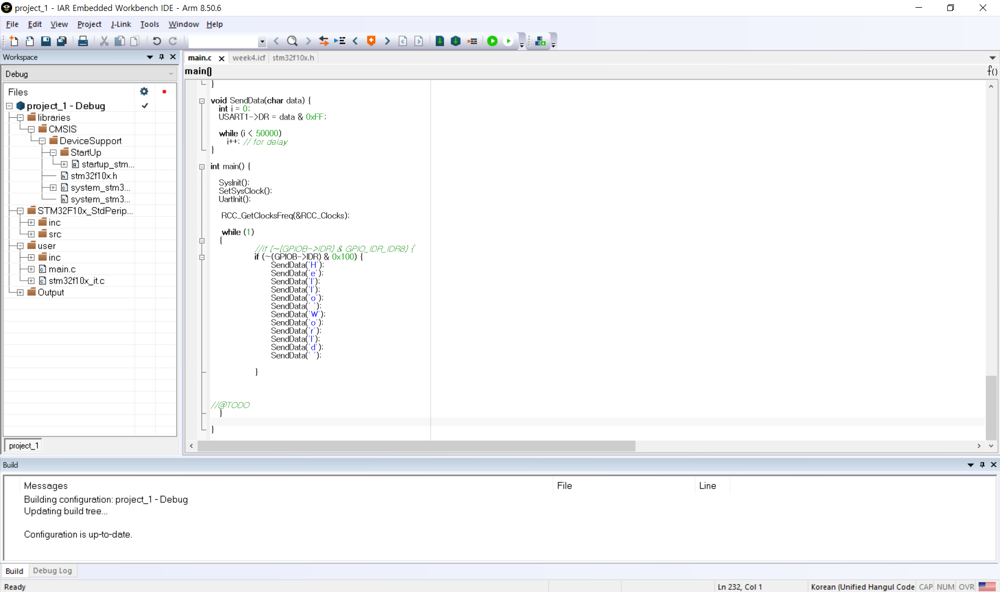 project_1 - IAR Embedded Workbench IDE - Arm 8.50.6
File Edit View Project J-Link Tools Window Help
Workspace
main.c week4.icf stm32f10x.h
Debug
main()
f()
Files
project_1 - Debug
libraries
CMSIS
DeviceSupport
StartUp
startup_stm...
stm32f10x.h
system_stm3...
system_stm3...
STM32F10x_StdPerip...
inc
src
user
inc
main.c
stm32f10x_it.c
Output
project_1
}
void SendData(char data) {
int i = 0;
USART1->DR = data & 0xFF;
while (i < 50000)
i++; // for delay
}
int main() {
SysInit();
SetSysClock();
UartInit();
RCC_GetClocksFreq(&RCC_Clocks);
while (1)
{
//if (~(GPIOB->IDR) & GPIO_IDR_IDR8) {
if (~(GPIOB->IDR) & 0x100) {
SendData('H');
SendData('e');
SendData('l');
SendData('l');
SendData('o');
SendData(' ');
SendData('W');
SendData('o');
SendData('r');
SendData('l');
SendData('d');
SendData(' ');
}
//@TODO
}
}
Build
Messages File Line
Building configuration: project_1 - Debug
Updating build tree...
Configuration is up-to-date.
Build Debug Log
Ready Ln 232, Col 1 Korean (Unified Hangul Code CAP NUM OVR